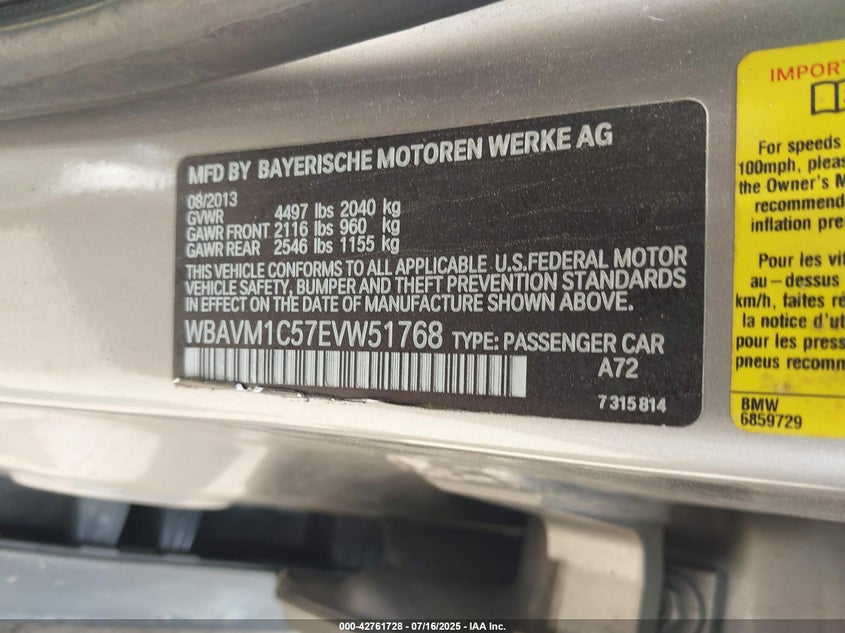 MFD BY BAYERISCHE MOTOREN WERKE AG
08/2013
GVWR 4497 lbs 2040 kg
GAWR FRONT 2116 lbs 960 kg
GAWR REAR 2546 lbs 1155 kg
THIS VEHICLE CONFORMS TO ALL APPLICABLE U.S.FEDERAL MOTOR
VEHICLE SAFETY, BUMPER AND THEFT PREVENTION STANDARDS
IN EFFECT ON THE DATE OF MANUFACTURE SHOWN ABOVE.
WBAVM1C57EVW51768 TYPE: PASSENGER CAR
A72
7315814
IMPORT
For speeds
100mph, pleas
the Owner's M
recommend
inflation pre
Pour les vit
au-dessus
km/h, faites ré
la notice d'ut
pour les press
pneus recomm
BMW
6859729
000-42761728 - 07/16/2025 - IAA Inc.